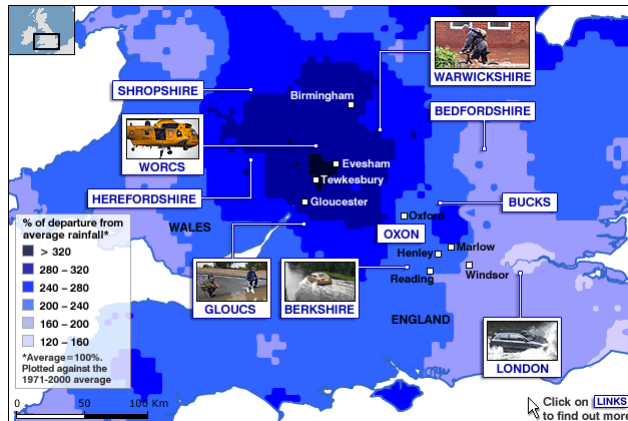 WARWICKSHIRE
SHROPSHIRE
Birmingham
BEDFORDSHIRE
WORCS
Evesham
Tewkesbury
HEREFORDSHIRE
Gloucester
BUCKS
Oxford
WALES
OXON
% of departure from
average rainfall*
> 320
280 – 320
240 – 280
200 – 240
160 – 200
120 – 160
*Average=100%.
Plotted against the
1971-2000 average
Marlow
Henley
Windsor
Reading
GLOUCS
BERKSHIRE
ENGLAND
LONDON
0 50 100 Km
Click on LINKS
to find out more